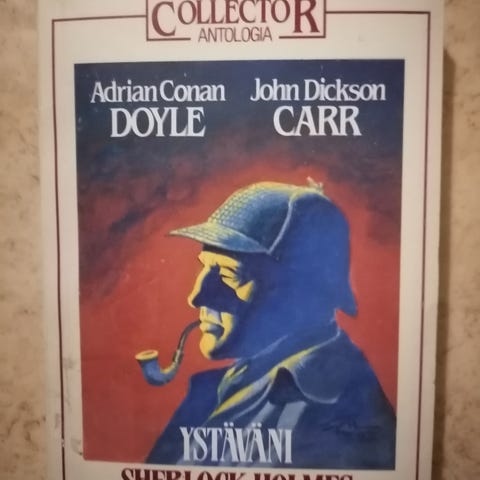 COLLECTOR
ANTOLOGIA
Adrian Conan John Dickson
DOYLE CARR
YSTÄVÄNI
SHERLOCK HOLMES